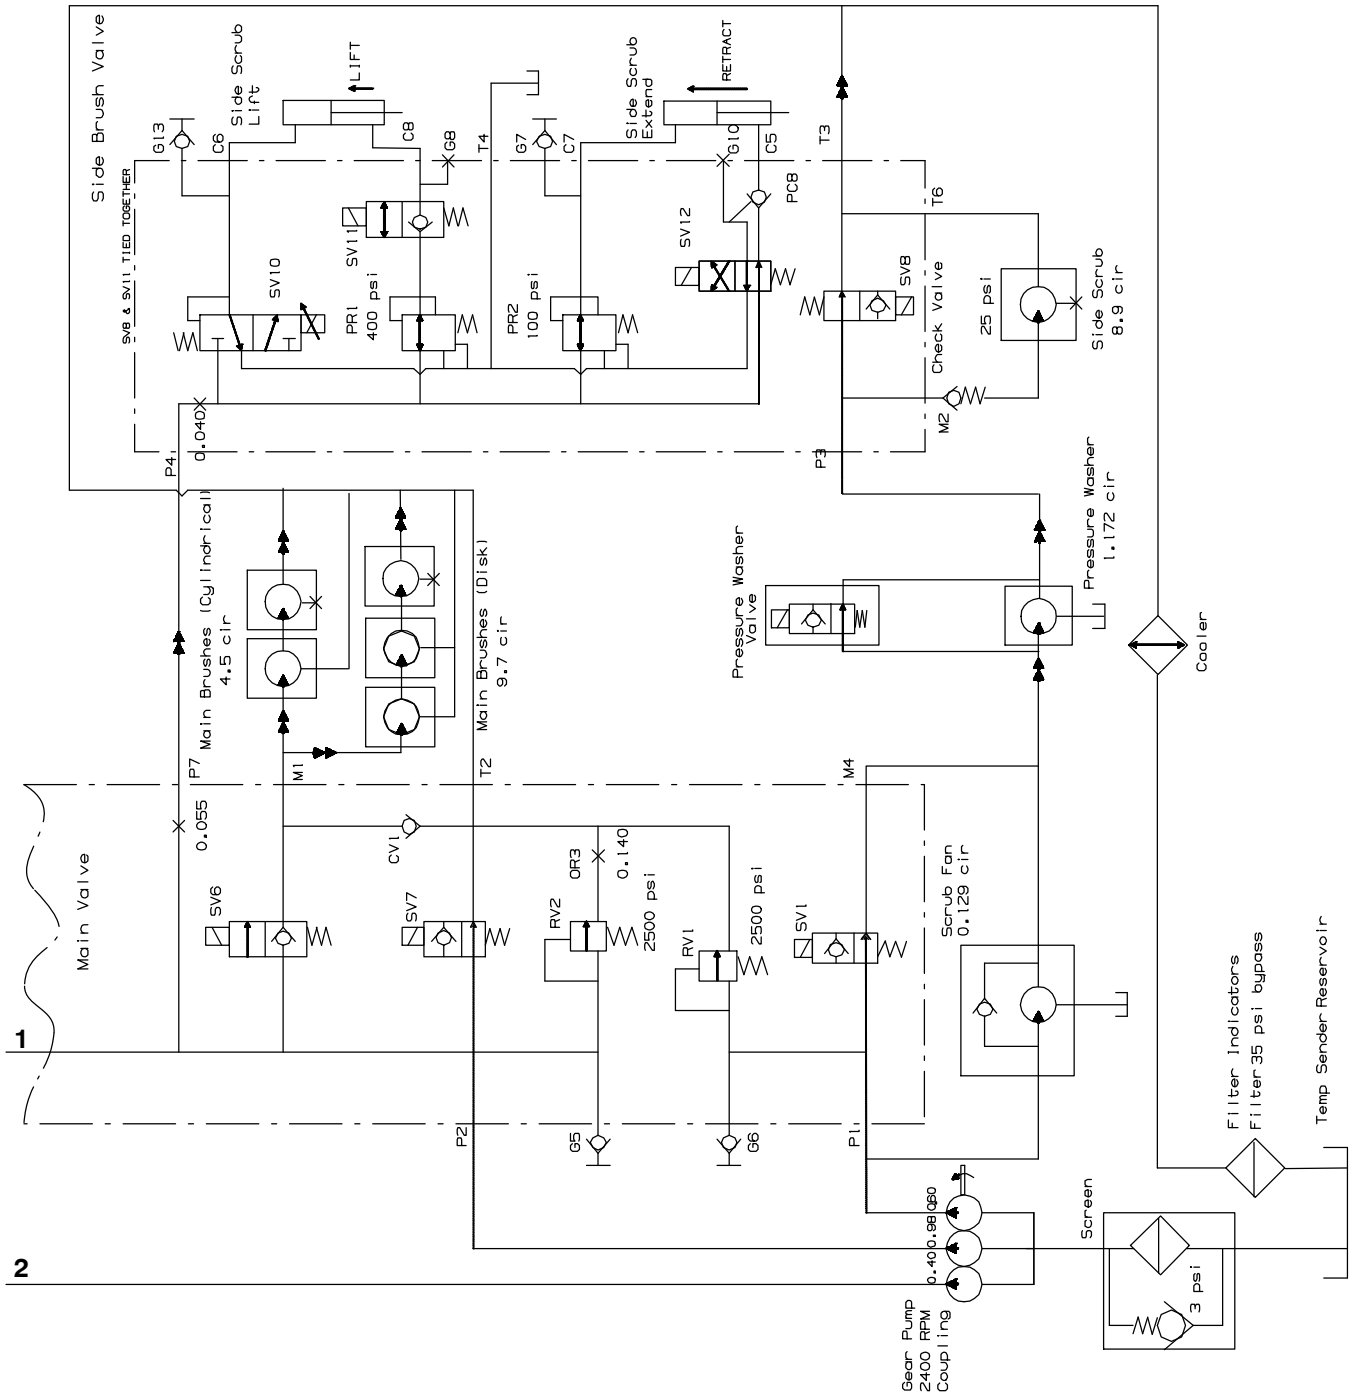 Side Brush Valve
SV8 & SV11 TIED TOGETHER
G13
C6
Side Scrub
Lift
LIFT
C8
G8
T4
G7
C7
Side Scrub
Extend
RETRACT
G10
C5
T3
SV10
SV11
PR1
400 psi
PR2
100 psi
SV12
PC8
SV8
T6
Check Valve
25 psi
Side Scrub
8.9 cir
M2
P4
0.040
P3
Main Brushes (Cylindrical)
4.5 cir
Main Brushes (Disk)
9.7 cir
Pressure Washer
Valve
Pressure Washer
1.172 cir
Cooler
P7
M1
T2
M4
0.055
Main Valve
SV6
CV1
SV7
OR3
0.140
RV2
2500 psi
RV1
2500 psi
SV1
Scrub Fan
0.129 cir
1
P2
G5
G6
P1
2
0.40
0.98
Gear Pump
2400 RPM
Coupling
Screen
3 psi
Filter Indicators
Filter 35 psi bypass
Temp Sender
Reservoir